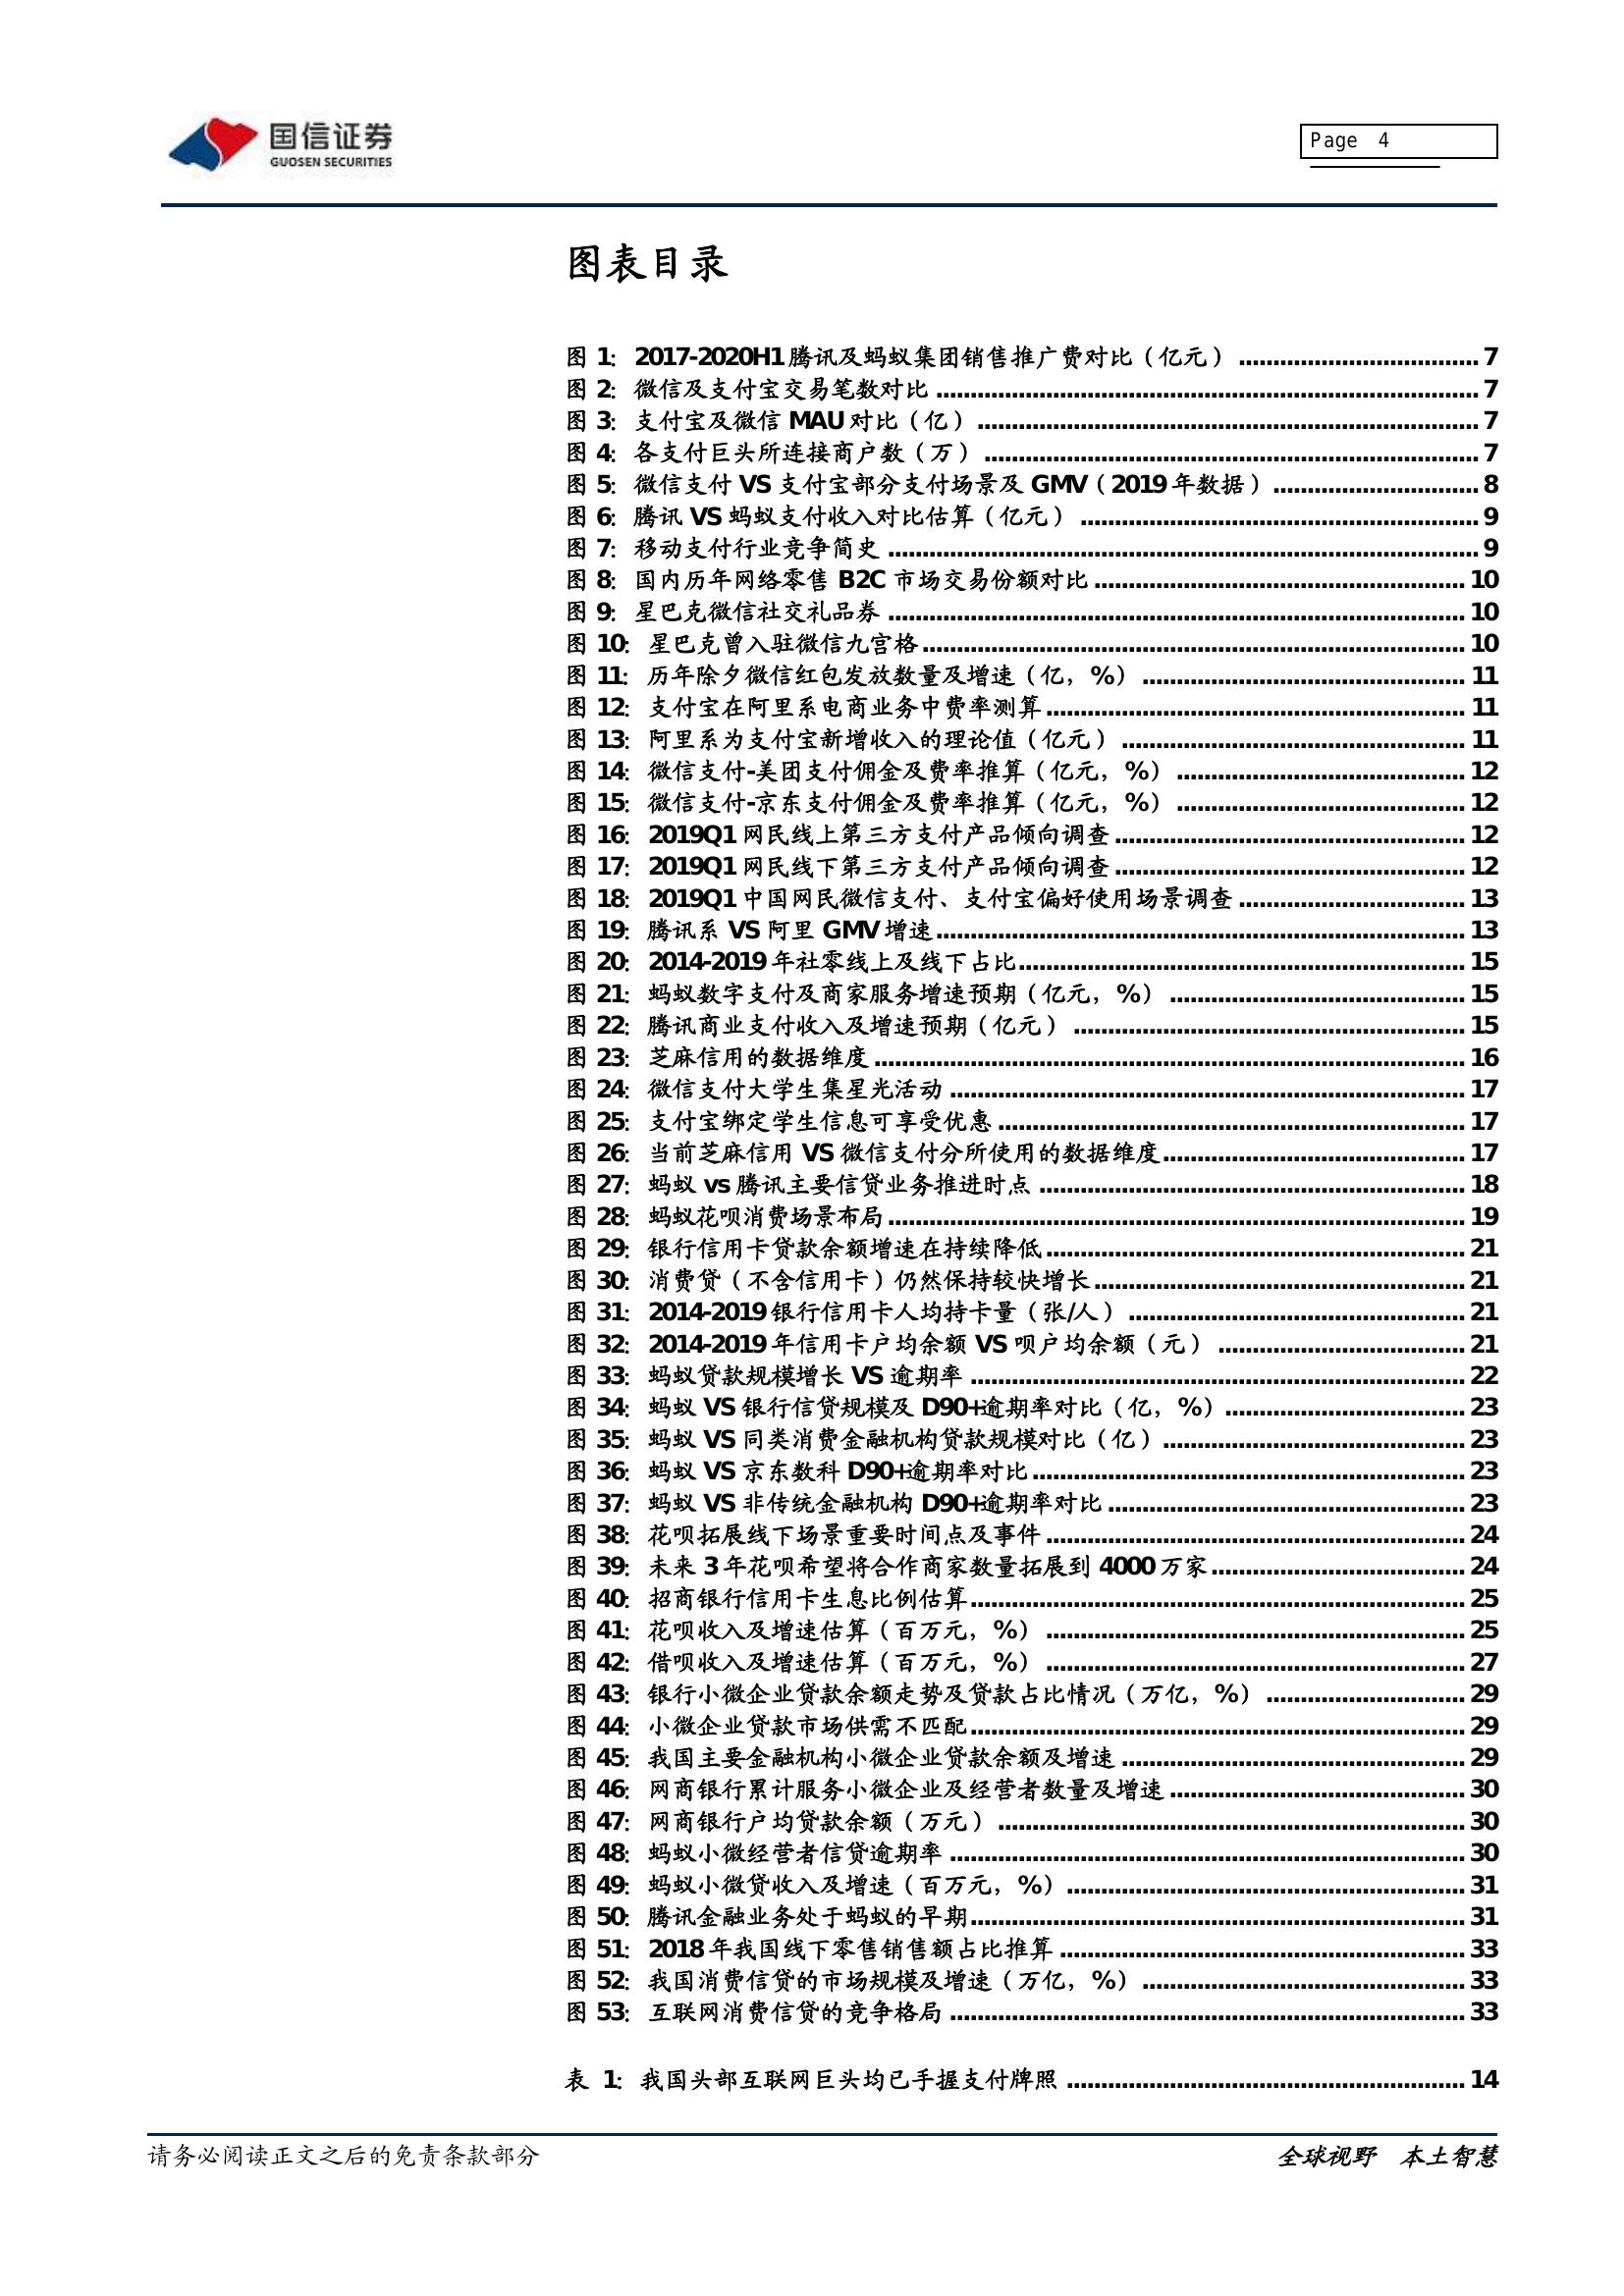 国信证券
GUOSEN SECURITIES
Page 4
图表目录
图 1: 2017-2020H1 腾讯及蚂蚁集团销售推广费对比（亿元） 7
图 2: 微信及支付宝交易笔数对比 7
图 3: 支付宝及微信 MAU 对比（亿） 7
图 4: 各支付巨头所连接商户数（万） 7
图 5: 微信支付 VS 支付宝部分支付场景及 GMV（2019 年数据） 8
图 6: 腾讯 VS 蚂蚁支付收入对比估算（亿元） 9
图 7: 移动支付行业竞争简史 9
图 8: 国内历年网络零售 B2C 市场交易份额对比 10
图 9: 星巴克微信社交礼品券 10
图 10: 星巴克曾入驻微信九宫格 10
图 11: 历年除夕微信红包发放数量及增速（亿，%） 11
图 12: 支付宝在阿里系电商业务中费率测算 11
图 13: 阿里系为支付宝新增收入的理论值（亿元） 11
图 14: 微信支付-美团支付佣金及费率推算（亿元，%） 12
图 15: 微信支付-京东支付佣金及费率推算（亿元，%） 12
图 16: 2019Q1 网民线上第三方支付产品倾向调查 12
图 17: 2019Q1 网民线下第三方支付产品倾向调查 12
图 18: 2019Q1 中国网民微信支付、支付宝偏好使用场景调查 13
图 19: 腾讯系 VS 阿里 GMV 增速 13
图 20: 2014-2019 年社零线上及线下占比 15
图 21: 蚂蚁数字支付及商家服务增速预期（亿元，%） 15
图 22: 腾讯商业支付收入及增速预期（亿元） 15
图 23: 芝麻信用的数据维度 16
图 24: 微信支付大学生集星光活动 17
图 25: 支付宝绑定学生信息可享受优惠 17
图 26: 当前芝麻信用 VS 微信支付分所使用的数据维度 17
图 27: 蚂蚁 vs 腾讯主要信贷业务推进时点 18
图 28: 蚂蚁花呗消费场景布局 19
图 29: 银行信用卡贷款余额增速在持续降低 21
图 30: 消费贷（不含信用卡）仍然保持较快增长 21
图 31: 2014-2019 银行信用卡人均持卡量（张/人） 21
图 32: 2014-2019 年信用卡户均余额 VS 呗户均余额（元） 21
图 33: 蚂蚁贷款规模增长 VS 逾期率 22
图 34: 蚂蚁 VS 银行信贷规模及 D90+逾期率对比（亿，%） 23
图 35: 蚂蚁 VS 同类消费金融机构贷款规模对比（亿） 23
图 36: 蚂蚁 VS 京东数科 D90+逾期率对比 23
图 37: 蚂蚁 VS 非传统金融机构 D90+逾期率对比 23
图 38: 花呗拓展线下场景重要时间点及事件 24
图 39: 未来 3 年花呗希望将合作商家数量拓展到 4000 万家 24
图 40: 招商银行信用卡生息比例估算 25
图 41: 花呗收入及增速估算（百万元，%） 25
图 42: 借呗收入及增速估算（百万元，%） 27
图 43: 银行小微企业贷款余额走势及贷款占比情况（万亿，%） 29
图 44: 小微企业贷款市场供需不匹配 29
图 45: 我国主要金融机构小微企业贷款余额及增速 29
图 46: 网商银行累计服务小微企业及经营者数量及增速 30
图 47: 网商银行户均贷款余额（万元） 30
图 48: 蚂蚁小微经营者信贷逾期率 30
图 49: 蚂蚁小微贷收入及增速（百万元，%） 31
图 50: 腾讯金融业务处于蚂蚁的早期 31
图 51: 2018 年我国线下零售销售额占比推算 33
图 52: 我国消费信贷的市场规模及增速（万亿，%） 33
图 53: 互联网消费信贷的竞争格局 33
表 1: 我国头部互联网巨头均已手握支付牌照 14
请务必阅读正文之后的免责条款部分
全球视野 本土智慧